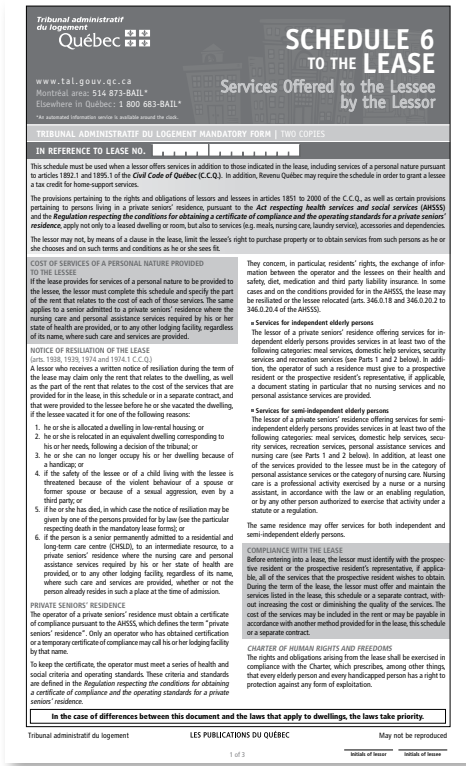 Tribunal administratif
du logement
Québec
SCHEDULE 6
TO THE LEASE
Services Offered to the Lessee
by the Lessor
www.tal.gouv.qc.ca
Montréal area: 514 873-BAIL*
Elsewhere in Québec: 1 800 683-BAIL*
*An automated information service is available around the clock.
TRIBUNAL ADMINISTRATIF DU LOGEMENT MANDATORY FORM | TWO COPIES
IN REFERENCE TO LEASE NO.
This schedule must be used when a lessor offers services in addition to those indicated in the lease, including services of a personal nature pursuant
to articles 1892.1 and 1895.1 of the Civil Code of Québec (C.C.Q.). In addition, Revenu Québec may require the schedule in order to grant a lessee
a tax credit for home-support services.
The provisions pertaining to the rights and obligations of lessors and lessees in articles 1851 to 2000 of the C.C.Q., as well as certain provisions
pertaining to persons living in a private seniors' residence, pursuant to the Act respecting health services and social services (AHSSS)
and the Regulation respecting the conditions for obtaining a certificate of compliance and the operating standards for a private seniors'
residence, apply not only to a leased dwelling or room, but also to services (e.g. meals, nursing care, laundry service), accessories and dependencies.
The lessor may not, by means of a clause in the lease, limit the lessee's right to purchase property or to obtain services from such persons as he or
she chooses and on such terms and conditions as he or she sees fit.
COST OF SERVICES OF A PERSONAL NATURE PROVIDED
TO THE LESSEE
If the lease provides for services of a personal nature to be provided to
the lessee, the lessor must complete this schedule and specify the part
of the rent that relates to the cost of each of those services. The same
applies to a senior admitted to a private seniors' residence where the
nursing care and personal assistance services required by his or her
state of health are provided, or to any other lodging facility, regardless
of its name, where such care and services are provided.
NOTICE OF RESILIATION OF THE LEASE
(arts. 1938, 1939, 1974 and 1974.1 C.C.Q.)
A lessor who receives a written notice of resiliation during the term of
the lease may claim only the rent that relates to the dwelling, as well
as the part of the rent that relates to the cost of the services that are
provided for in the lease, in this schedule or in a separate contract, and
that were provided to the lessee before he or she vacated the dwelling,
if the lessee vacated it for one of the following reasons:
1. he or she is allocated a dwelling in low-rental housing; or
2. he or she is relocated in an equivalent dwelling corresponding to
his or her needs, following a decision of the tribunal; or
3. he or she can no longer occupy his or her dwelling because of
a handicap; or
4. if the safety of the lessee or of a child living with the lessee is
threatened because of the violent behaviour of a spouse or
former spouse or because of a sexual aggression, even by a
third party; or
5. if he or she has died, in which case the notice of resiliation may be
given by one of the persons provided for by law (see the particular
respecting death in the mandatory lease forms); or
6. if the person is a senior permanently admitted to a residential and
long-term care centre (CHSLD), to an intermediate resource, to a
private seniors' residence where the nursing care and personal
assistance services required by his or her state of health are
provided, or to any other lodging facility, regardless of its name,
where such care and services are provided, whether or not the
person already resides in such a place at the time of admission.
PRIVATE SENIORS' RESIDENCE
The operator of a private seniors' residence must obtain a certificate
of compliance pursuant to the AHSSS, which defines the term "private
seniors' residence". Only an operator who has obtained certification
or a temporary certificate of compliance may call his or her lodging facility
by that name.
To keep the certificate, the operator must meet a series of health and
social criteria and operating standards. These criteria and standards
are defined in the Regulation respecting the conditions for obtaining
a certificate of compliance and the operating standards for a private
seniors' residence.
They concern, in particular, residents' rights, the exchange of infor-
mation between the operator and the lessees on their health and
safety, diet, medication and third party liability insurance. In some
cases and on the conditions provided for in the AHSSS, the lease may
be resiliated or the lessee relocated (arts. 346.0.18 and 346.0.20.2 to
346.0.20.4 of the AHSSS).
■ Services for independent elderly persons
The lessor of a private seniors' residence offering services for in-
dependent elderly persons provides services in at least two of the
following categories: meal services, domestic help services, security
services and recreation services (see Parts 1 and 2 below). In addi-
tion, the operator of such a residence must give to a prospective
resident or the prospective resident's representative, if applicable,
a document stating in particular that no nursing services and no
personal assistance services are provided.
■ Services for semi-independent elderly persons
The lessor of a private seniors' residence offering services for semi-
independent elderly persons provides services in at least two of the
following categories: meal services, domestic help services, secu-
rity services, recreation services, personal assistance services and
nursing care (see Parts 1 and 2 below). In addition, at least one
of the services provided to the lessee must be in the category of
personal assistance services or the category of nursing care. Nursing
care is a professional activity exercised by a nurse or a nursing
assistant, in accordance with the law or an enabling regulation,
or by any other person authorized to exercise that activity under a
statute or a regulation.
The same residence may offer services for both independent and
semi-independent elderly persons.
COMPLIANCE WITH THE LEASE
Before entering into a lease, the lessor must identify with the prospec-
tive resident or the prospective resident's representative, if applica-
ble, all of the services that the prospective resident wishes to obtain.
During the term of the lease, the lessor must offer and maintain the
services listed in the lease, this schedule or a separate contract, with-
out increasing the cost or diminishing the quality of the services. The
cost of the services may be included in the rent or may be payable in
accordance with another method provided for in the lease, this schedule
or a separate contract.
CHARTER OF HUMAN RIGHTS AND FREEDOMS
The rights and obligations arising from the lease shall be exercised in
compliance with the Charter, which prescribes, among other things,
that every elderly person and every handicapped person has a right to
protection against any form of exploitation.
In the case of differences between this document and the laws that apply to dwellings, the laws take priority.
Tribunal administratif du logement
LES PUBLICATIONS DU QUÉBEC
May not be reproduced
1 of 3
Initials of lessor
Initials of lessee